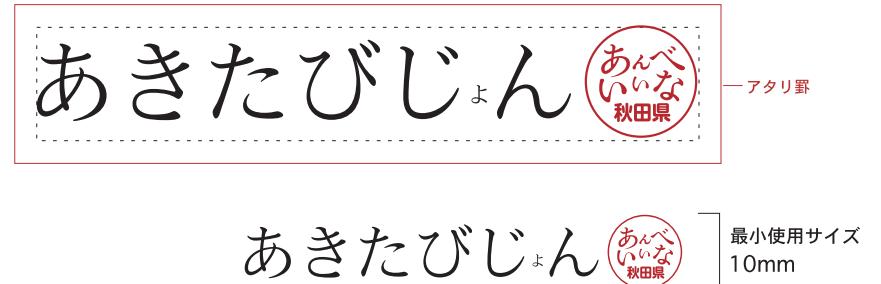 あきたびじょん
あんべ
いいな
秋田県
アタリ罫
あきたびじょん
あんべ
いいな
秋田県
最小使用サイズ
10mm